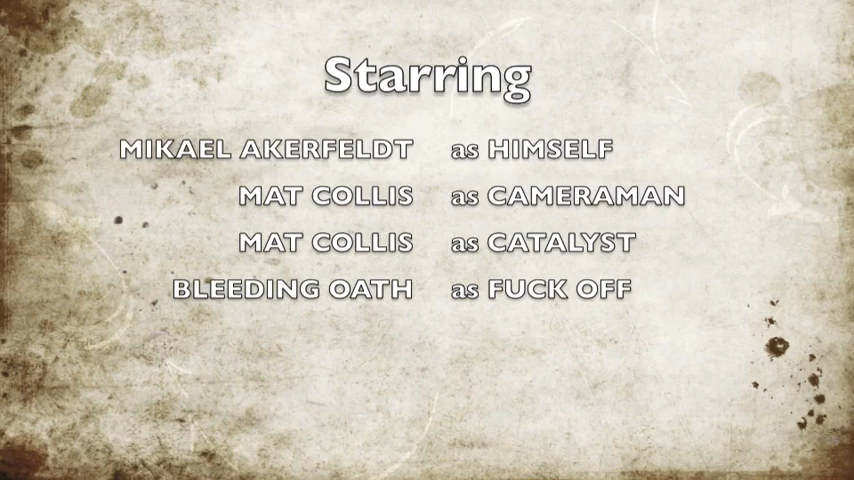 Starring
MIKAEL AKERFELDT as HIMSELF
MAT COLLIS as CAMERAMAN
MAT COLLIS as CATALYST
BLEEDING OATH as FUCK OFF